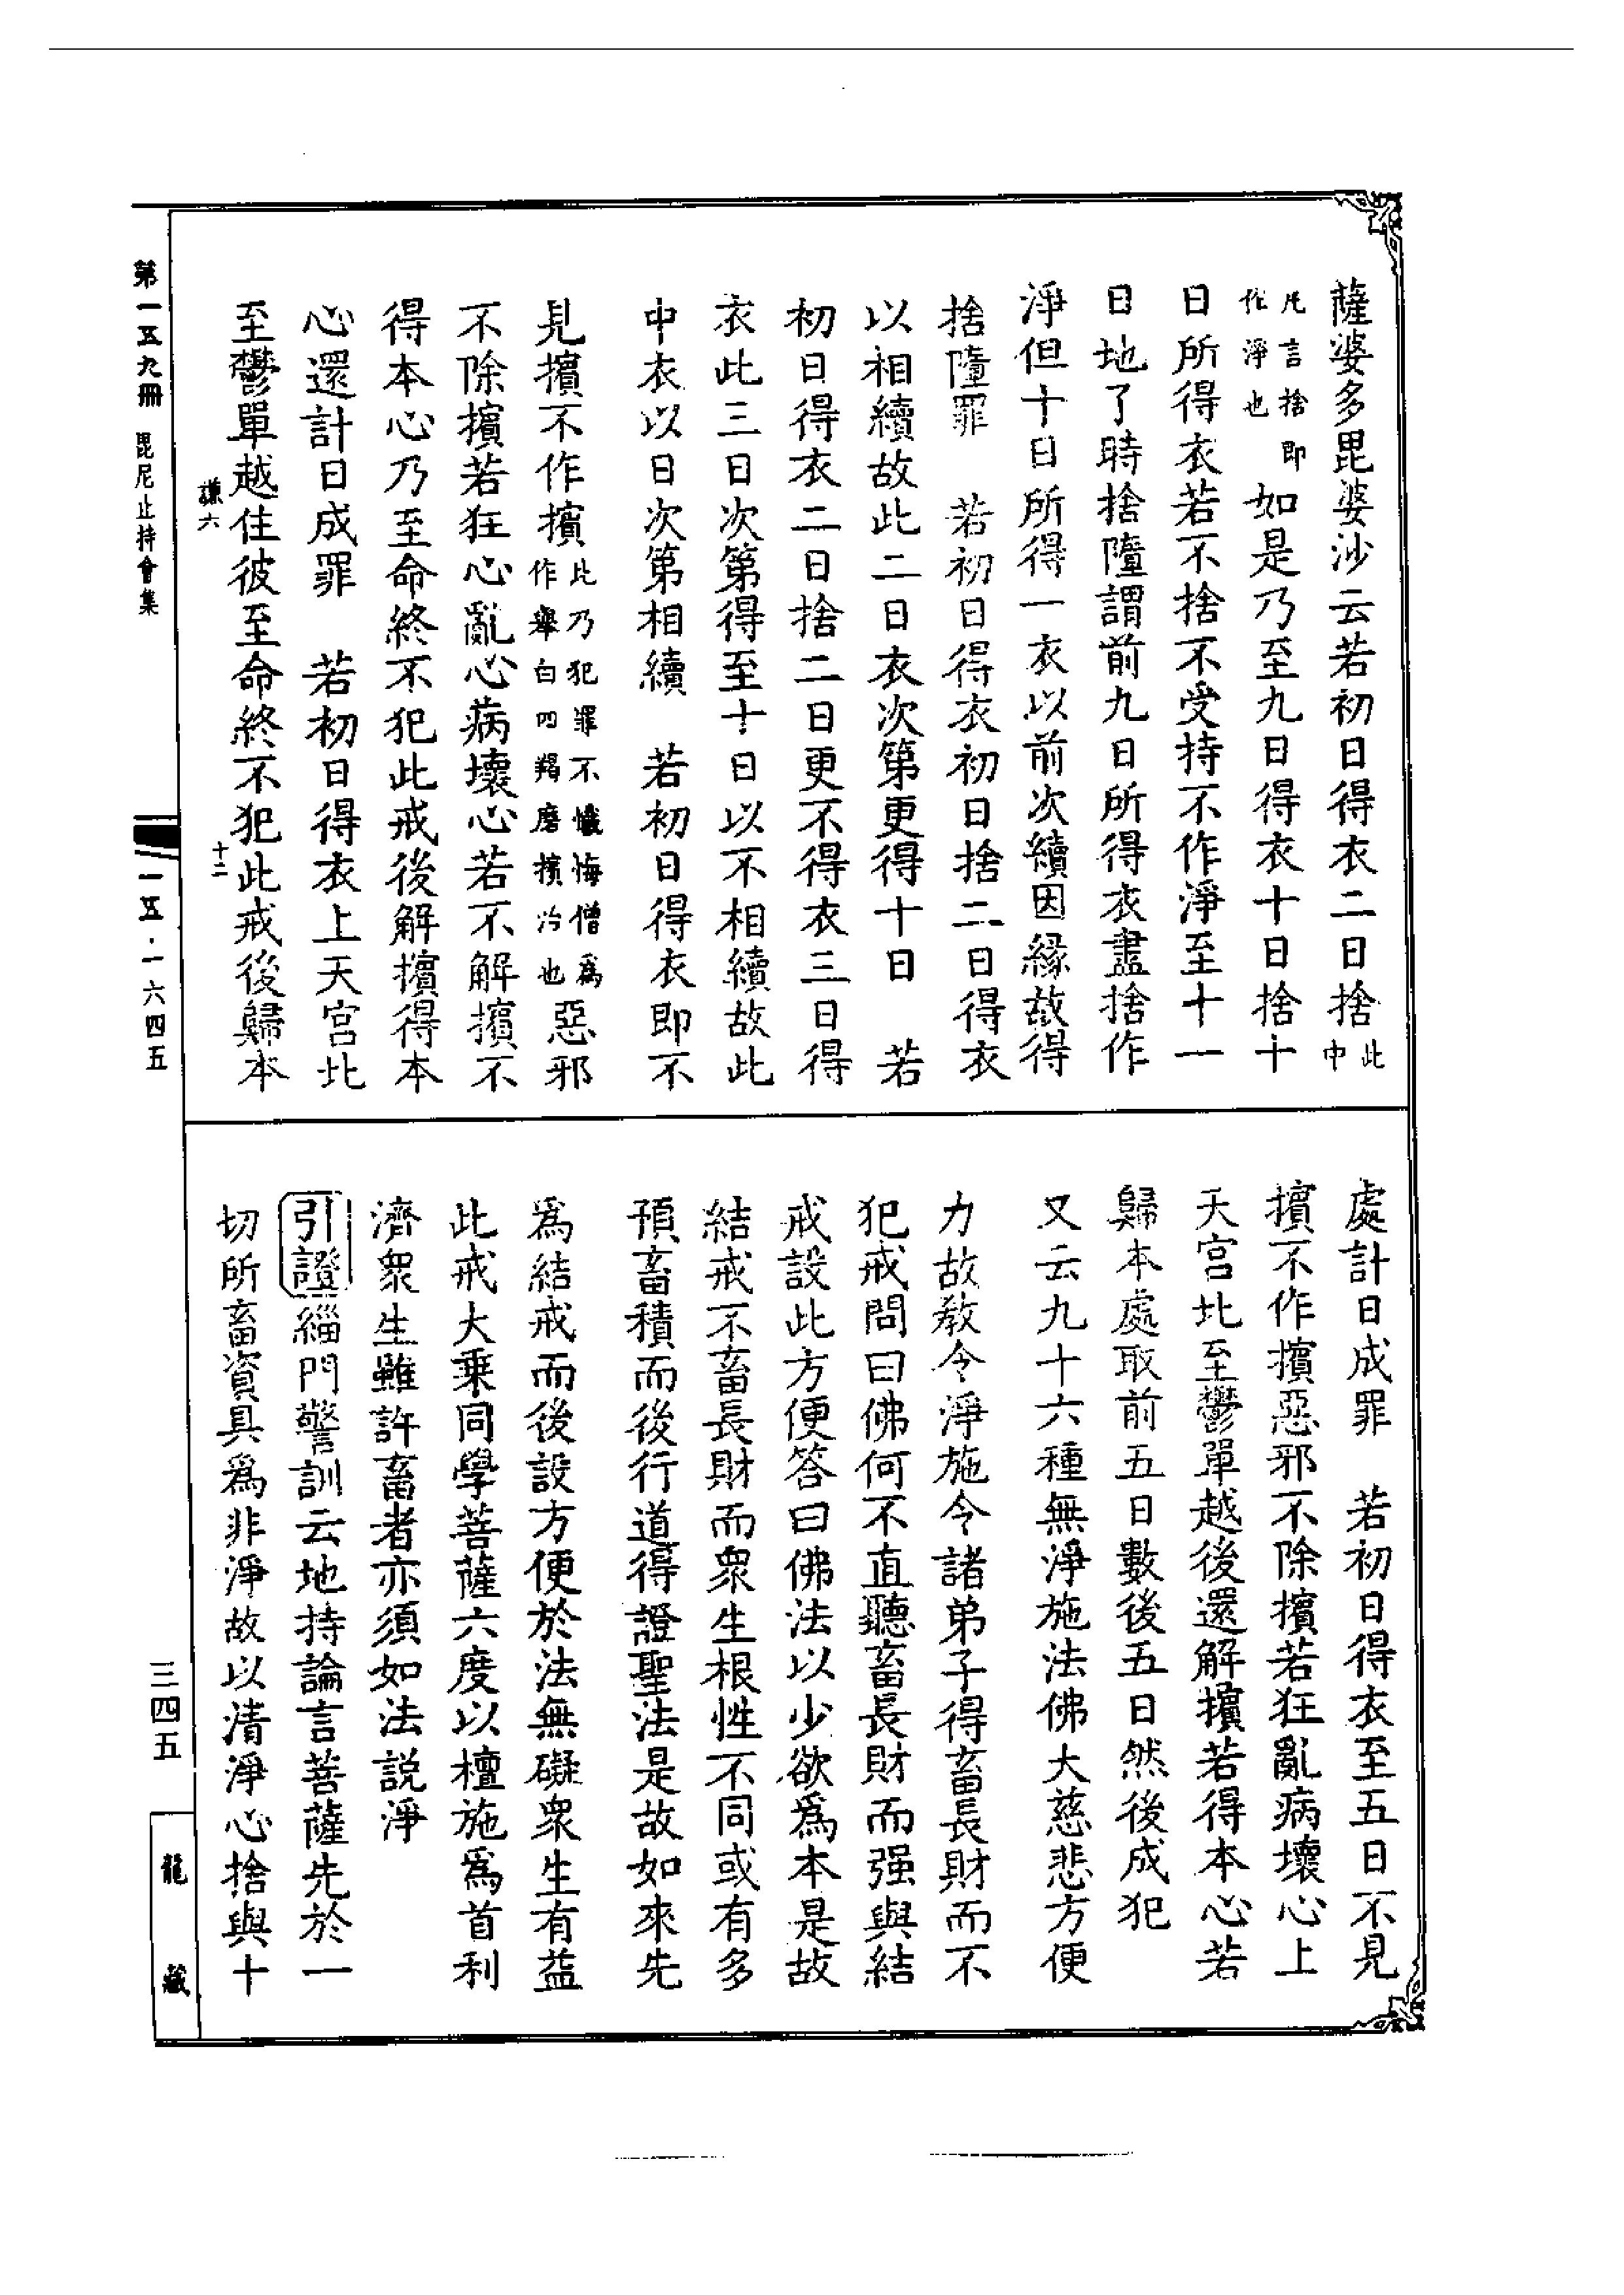 薩婆多毘婆沙云若初日得衣二日捨此中
凡言捨即作淨也如是乃至九日得衣十日捨十
日所得衣若不捨不受持不作淨至十一
日地了時捨墮謂前九日所得衣盡捨作
淨但十日所得一衣以前次續因緣故得
捨墮罪　若初日得衣初日捨二日得衣
以相續故此二日衣次第更得十日　若
初日得衣二日捨二日更不得衣三日得
衣此三日次第得至十日以不相續故此
中衣以日次第相續　若初日得衣即不
見擯不作擯此乃犯罪不懺悔僧為作舉白四羯磨擯治也惡邪
不除擯若狂心亂心病壞心若不解擯不
得本心乃至命終不犯此戒後解擯得本
心還計日成罪　若初日得衣上天宮北
至鬱單越住彼至命終不犯此戒後歸本
處計日成罪　若初日得衣至五日不見
擯不作擯惡邪不除擯若狂亂病壞心上
天宮北至鬱單越後還解擯若得本心若
歸本處取前五日數後五日然後成犯
又云九十六種無淨施法佛大慈悲方便
力故教令淨施令諸弟子得畜長財而不
犯戒問曰佛何不直聽畜長財而强與結
戒設此方便答曰佛法以少欲為本是故
結戒不畜長財而眾生根性不同或有多
預畜積而後行道得證聖法是故如來先
為結戒而後設方便於法無礙眾生有益
此戒大乘同學菩薩六度以檀施為首利
濟眾生雖許畜者亦須如法說淨
引證緇門警訓云地持論言菩薩先於一
切所畜資具為非淨故以清淨心捨與十
謙六
十二
第一五九冊　毘尼止持會集
一五·一六四五
三四五
龍藏